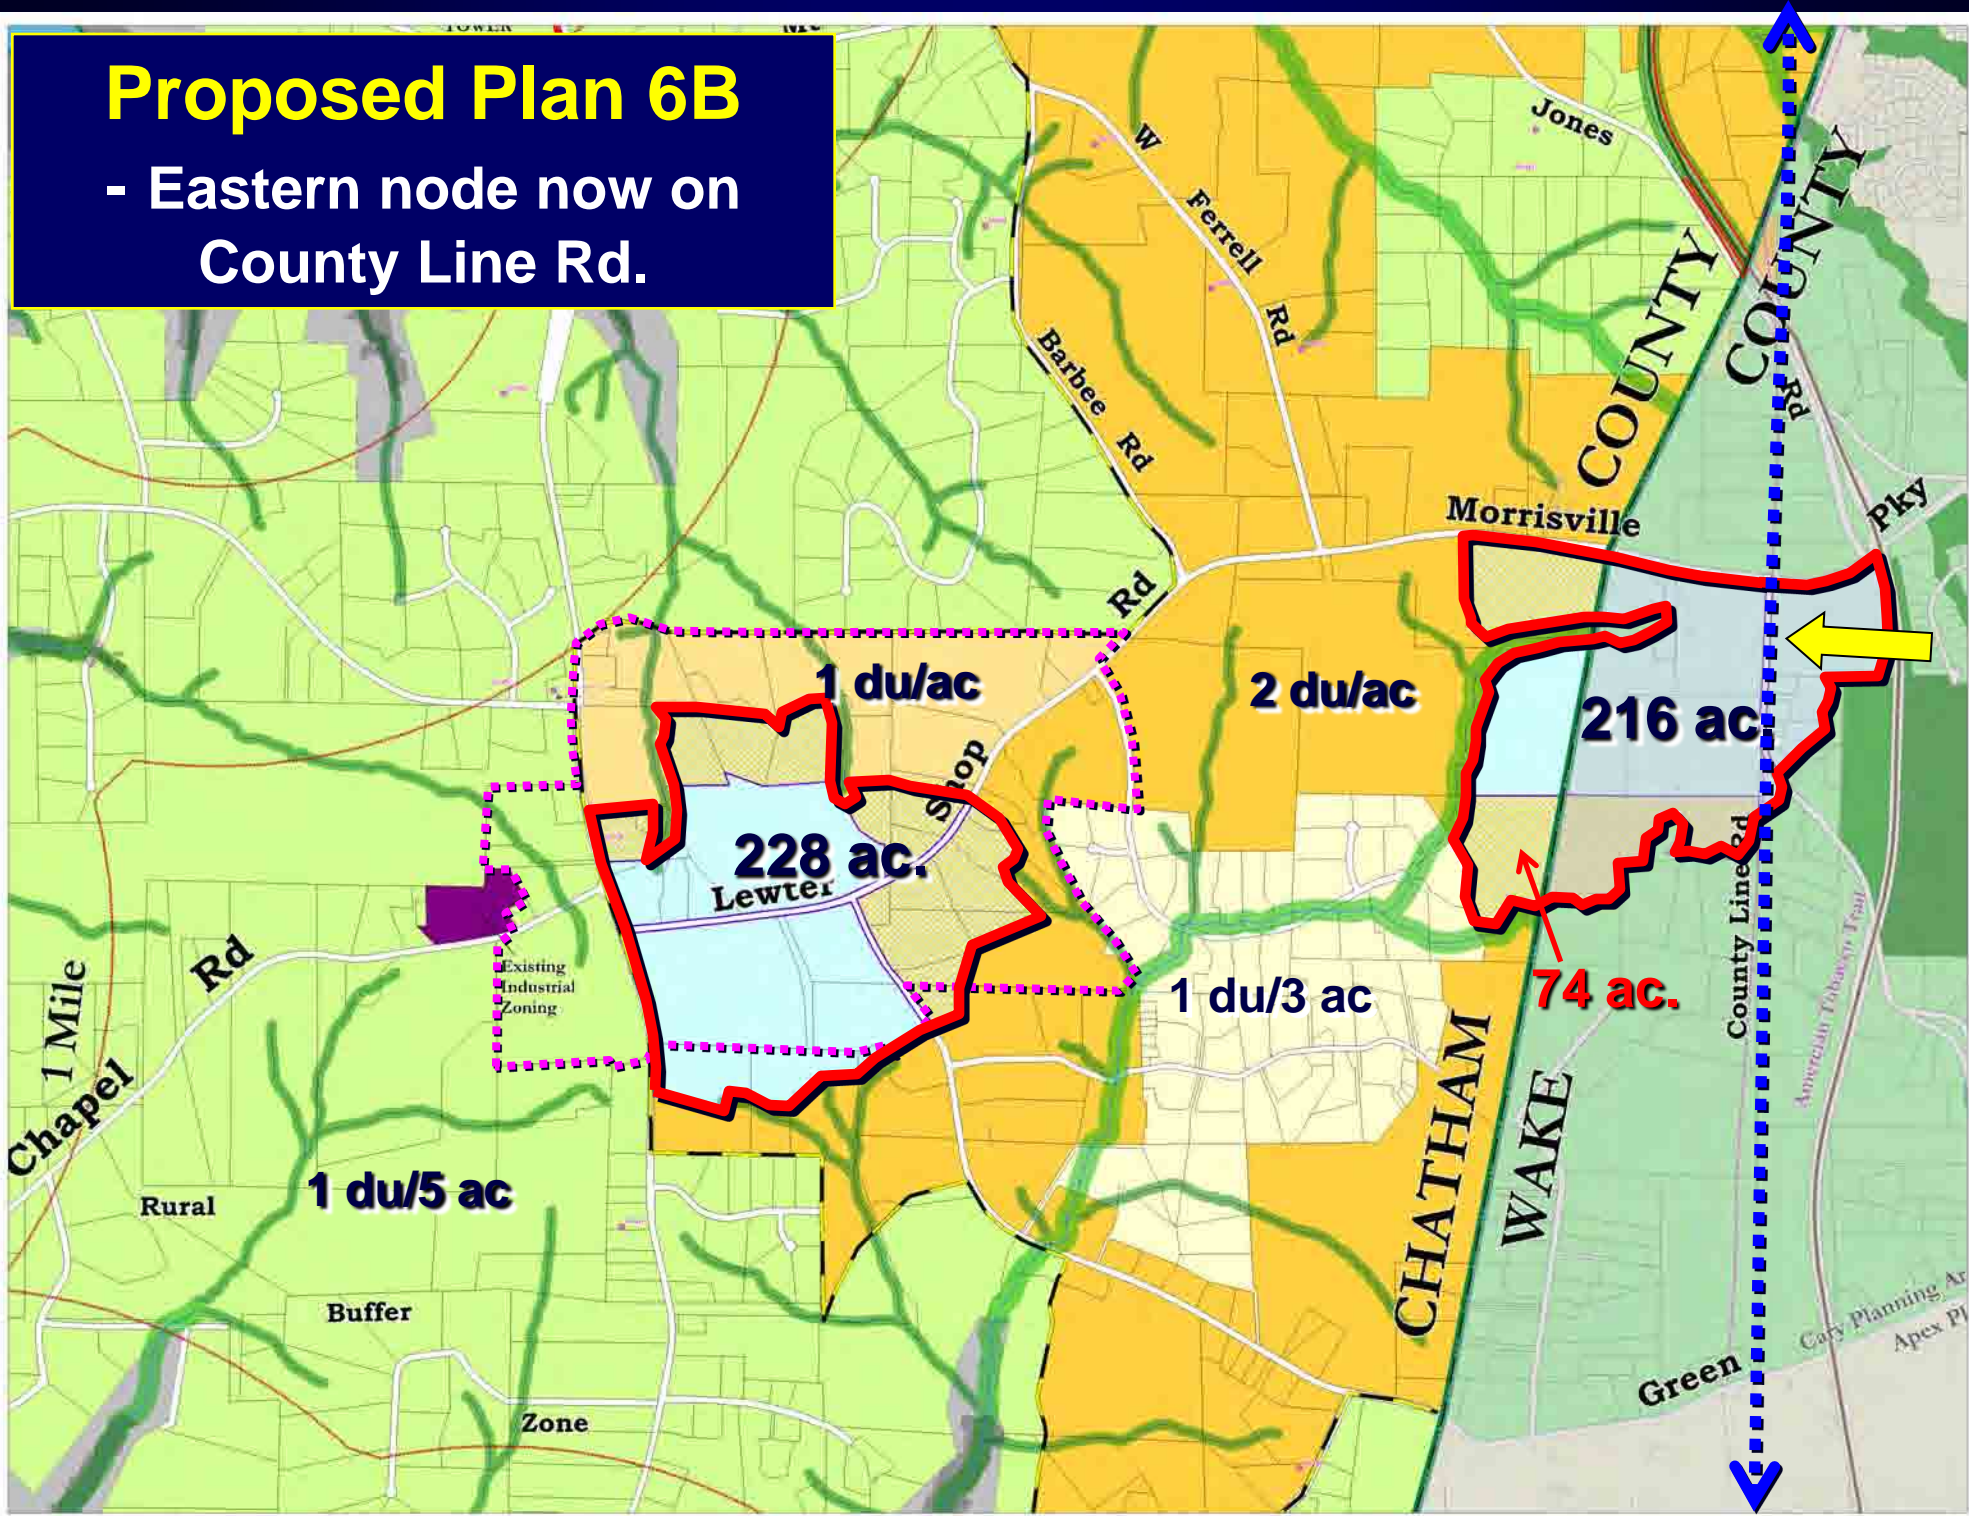 Proposed Plan 6B
- Eastern node now on
County Line Rd.
TOWER
Jones
W
Ferrell
Rd
COUNTY
COUNTY
Rd
Barbee
Rd
Morrisville
Pky
Rd
1 du/ac
2 du/ac
216 ac.
Shop
228 ac.
Lewter
County Line Rd
American Tobacco Trail
Existing
Industrial
Zoning
1 Mile
Rd
Chapel
1 du/3 ac
74 ac.
CHATHAM
WAKE
1 du/5 ac
Rural
Buffer
Zone
Green
Cary Planning Ar
Apex Pl